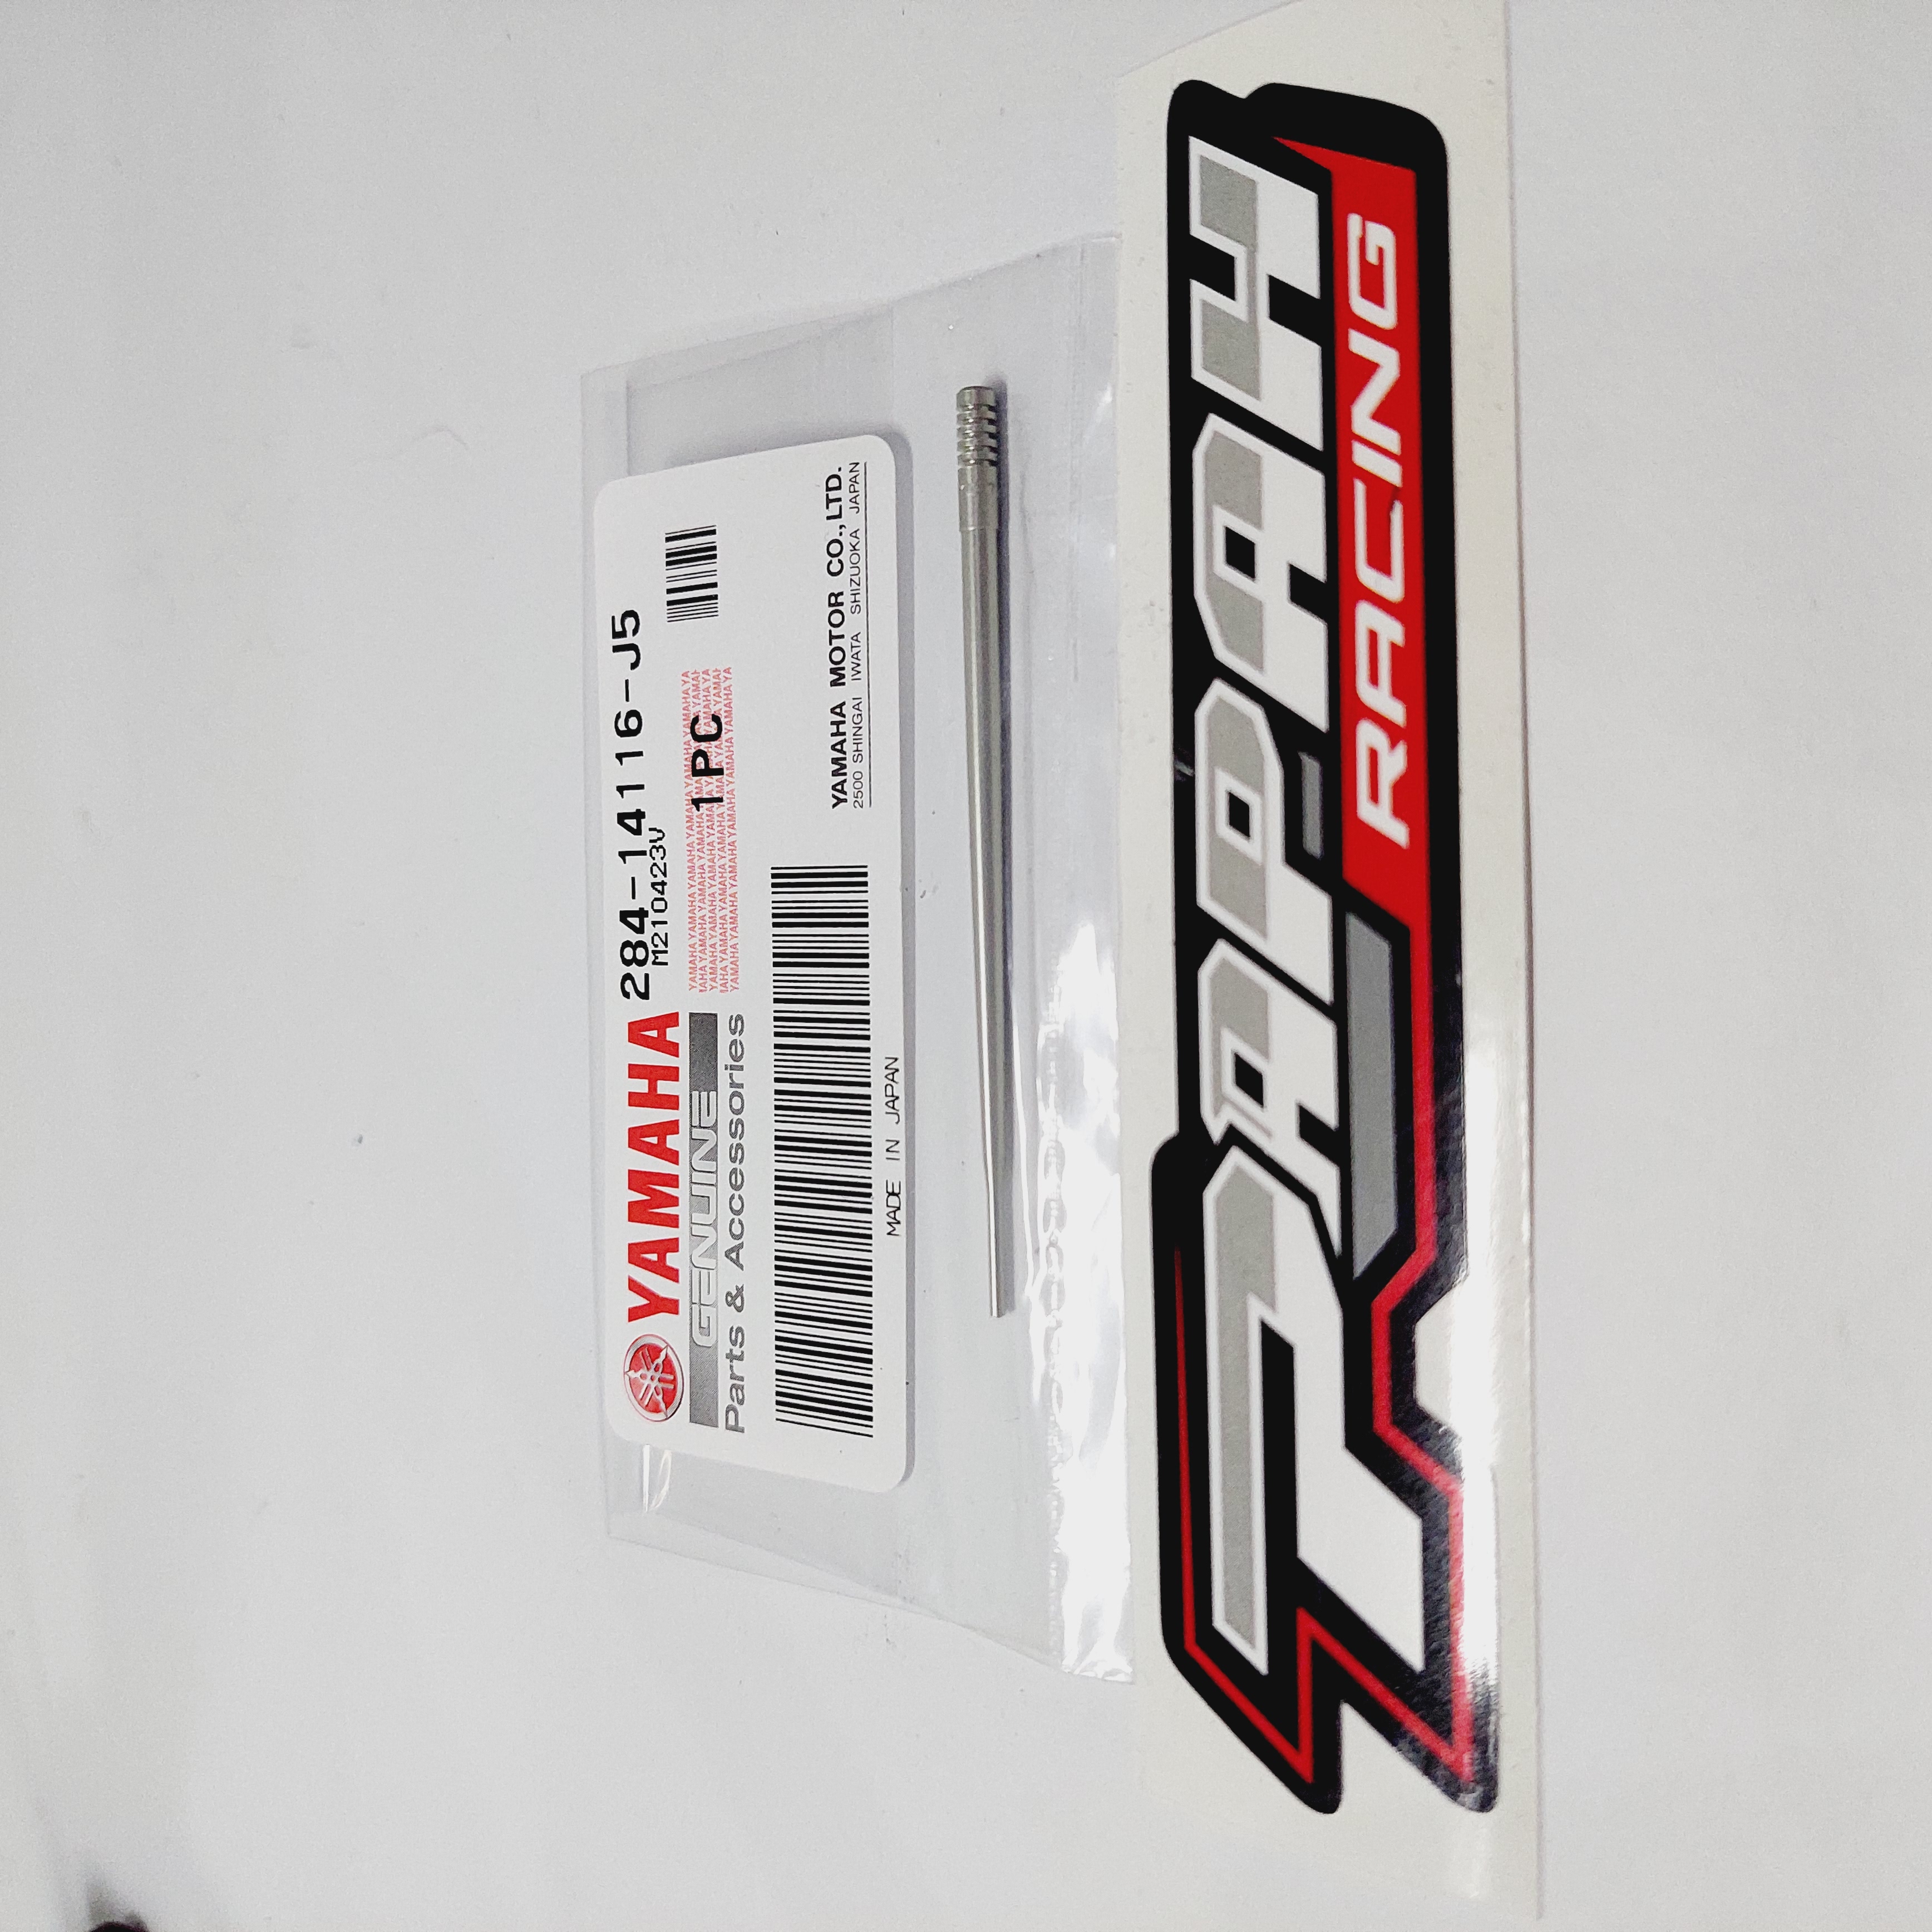 YAMAHA 284-14116-J5
M210423V
GENUINE
Parts & Accessories
1 PC
YAMAHA MOTOR CO., LTD.
2500 SHINGAI IWATA SHIZUOKA JAPAN
MADE IN JAPAN
TAPAH
RACING